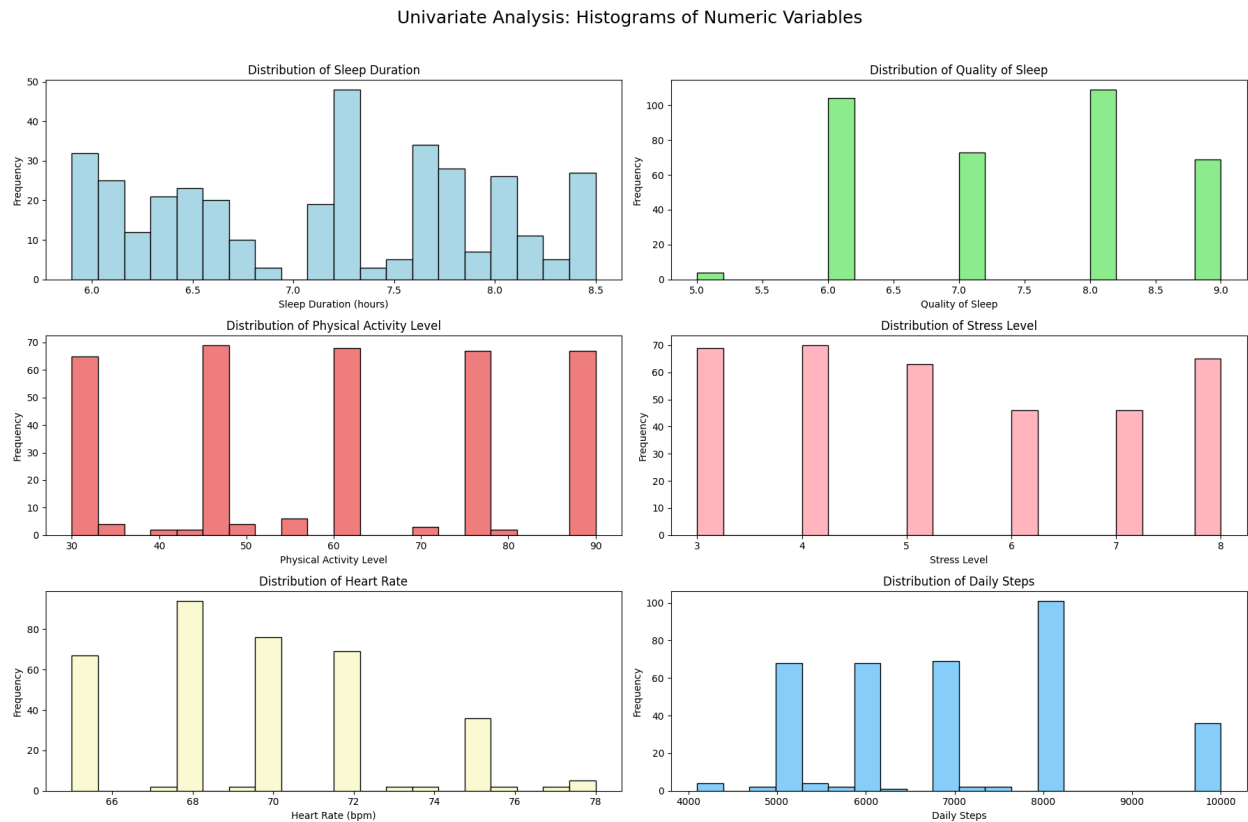 Univariate Analysis: Histograms of Numeric Variables
Distribution of Sleep Duration
Frequency
50
40
30
20
10
0
6.0 6.5 7.0 7.5 8.0 8.5
Sleep Duration (hours)
Distribution of Quality of Sleep
Frequency
100
80
60
40
20
0
5.0 5.5 6.0 6.5 7.0 7.5 8.0 8.5 9.0
Quality of Sleep
Distribution of Physical Activity Level
Frequency
70
60
50
40
30
20
10
0
30 40 50 60 70 80 90
Physical Activity Level
Distribution of Stress Level
Frequency
70
60
50
40
30
20
10
0
3 4 5 6 7 8
Stress Level
Distribution of Heart Rate
Frequency
80
60
40
20
0
66 68 70 72 74 76 78
Heart Rate (bpm)
Distribution of Daily Steps
Frequency
100
80
60
40
20
0
4000 5000 6000 7000 8000 9000 10000
Daily Steps